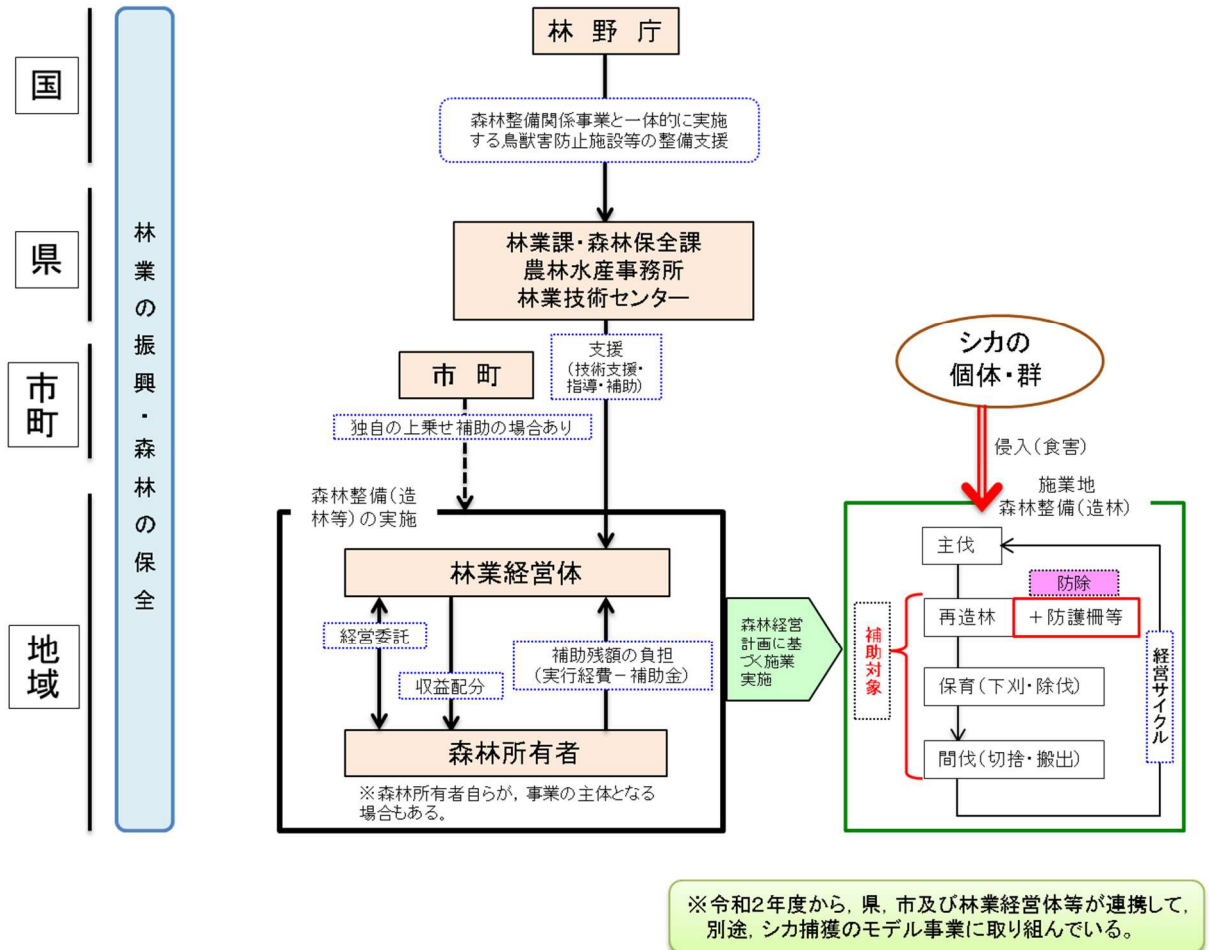 国
県
市
町
地
域
林業の振興・森林の保全
林 野 庁
森林整備関係事業と一体的に実施
する鳥獣害防止施設等の整備支援
林業課・森林保全課
農林水産事務所
林業技術センター
市 町
支援
(技術支援・
指導・補助)
独自の上乗せ補助の場合あり
森林整備(造
林等)の実施
林業経営体
経営委託
収益配分
補助残額の負担
(実行経費－補助金)
森林所有者
※森林所有者自らが，事業の主体となる
場合もある。
森林経営
計画に基
づく施業
実施
シカの
個体・群
侵入(食害)
施業地
森林整備(造林)
主伐
防除
再造林
＋防護柵等
補助対象
保育(下刈・除伐)
間伐(切捨・搬出)
経営サイクル
※令和２年度から，県，市及び林業経営体等が連携して，
別途，シカ捕獲のモデル事業に取り組んでいる。